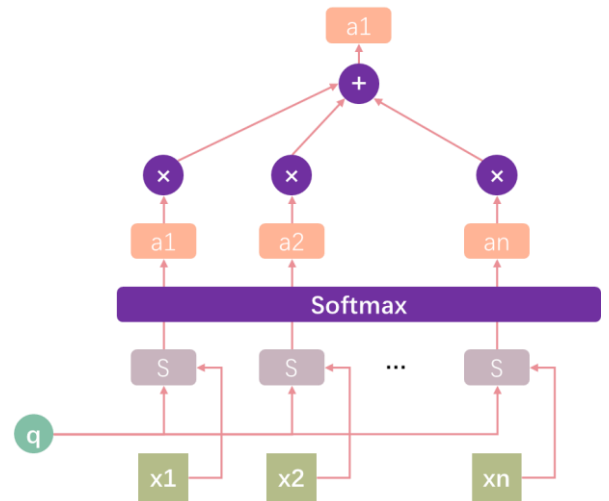 a1
+
× × ×
a1 a2 an
Softmax
S S ... S
q
x1 x2 xn